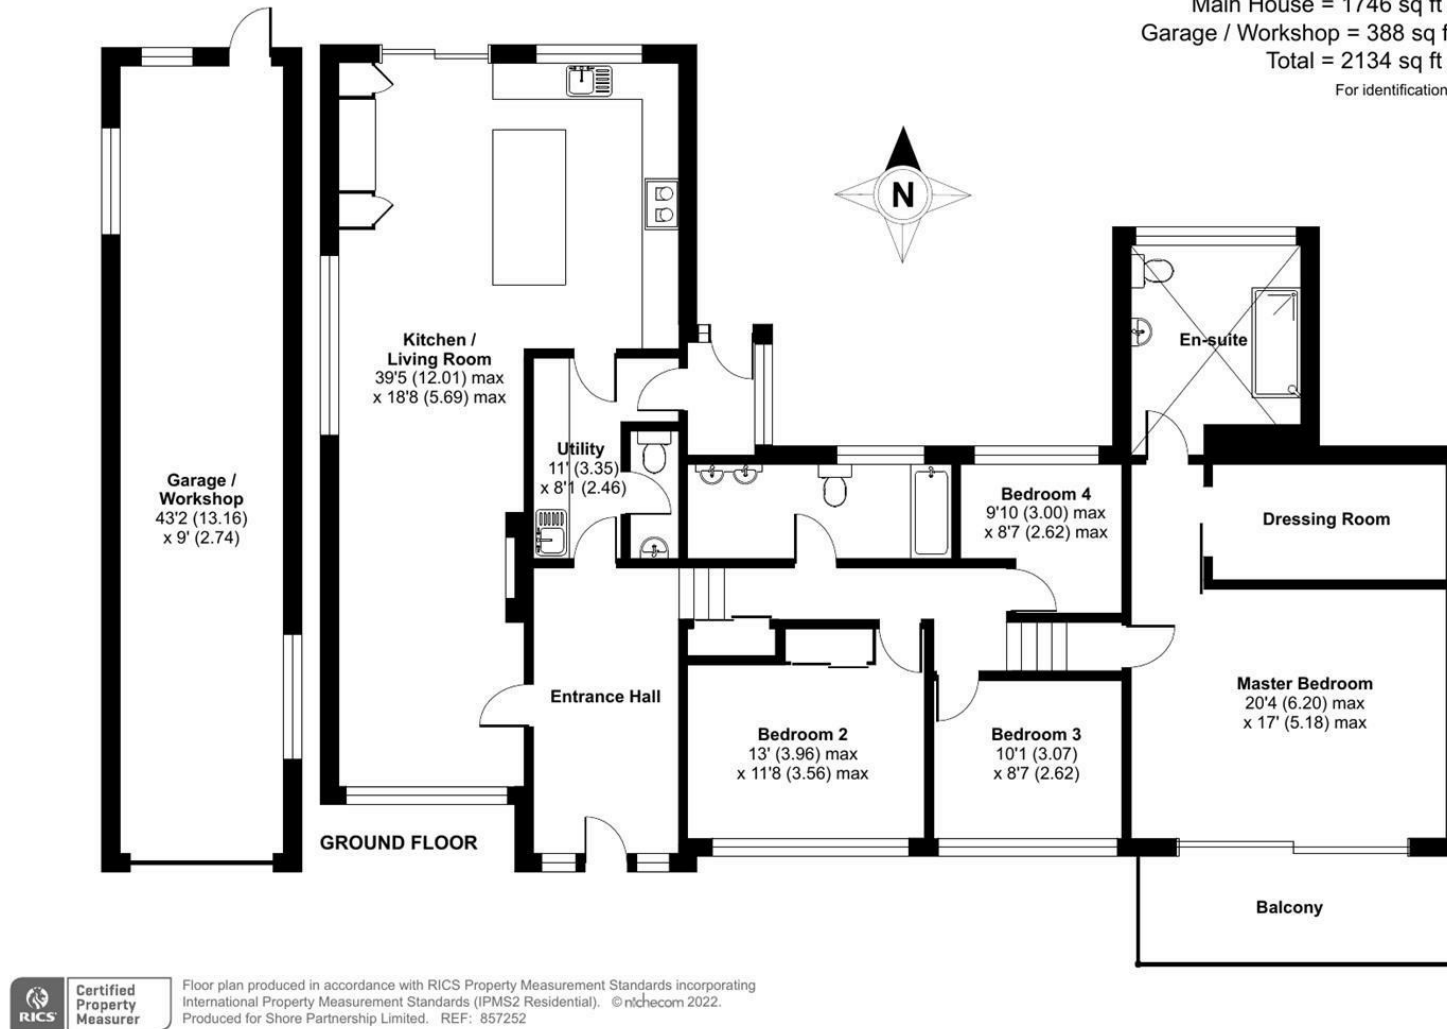 Main House = 1746 sq ft
Garage / Workshop = 388 sq f
Total = 2134 sq ft
For identification
N
Kitchen /
Living Room
39'5 (12.01) max
x 18'8 (5.69) max
En-suite
Utility
11' (3.35)
x 8'1 (2.46)
Garage /
Workshop
43'2 (13.16)
x 9' (2.74)
Bedroom 4
9'10 (3.00) max
x 8'7 (2.62) max
Dressing Room
Entrance Hall
Master Bedroom
20'4 (6.20) max
x 17' (5.18) max
Bedroom 2
13' (3.96) max
x 11'8 (3.56) max
Bedroom 3
10'1 (3.07)
x 8'7 (2.62)
GROUND FLOOR
Balcony
RICS
Certified
Property
Measurer
Floor plan produced in accordance with RICS Property Measurement Standards incorporating
International Property Measurement Standards (IPMS2 Residential). © nichecom 2022.
Produced for Shore Partnership Limited. REF: 857252